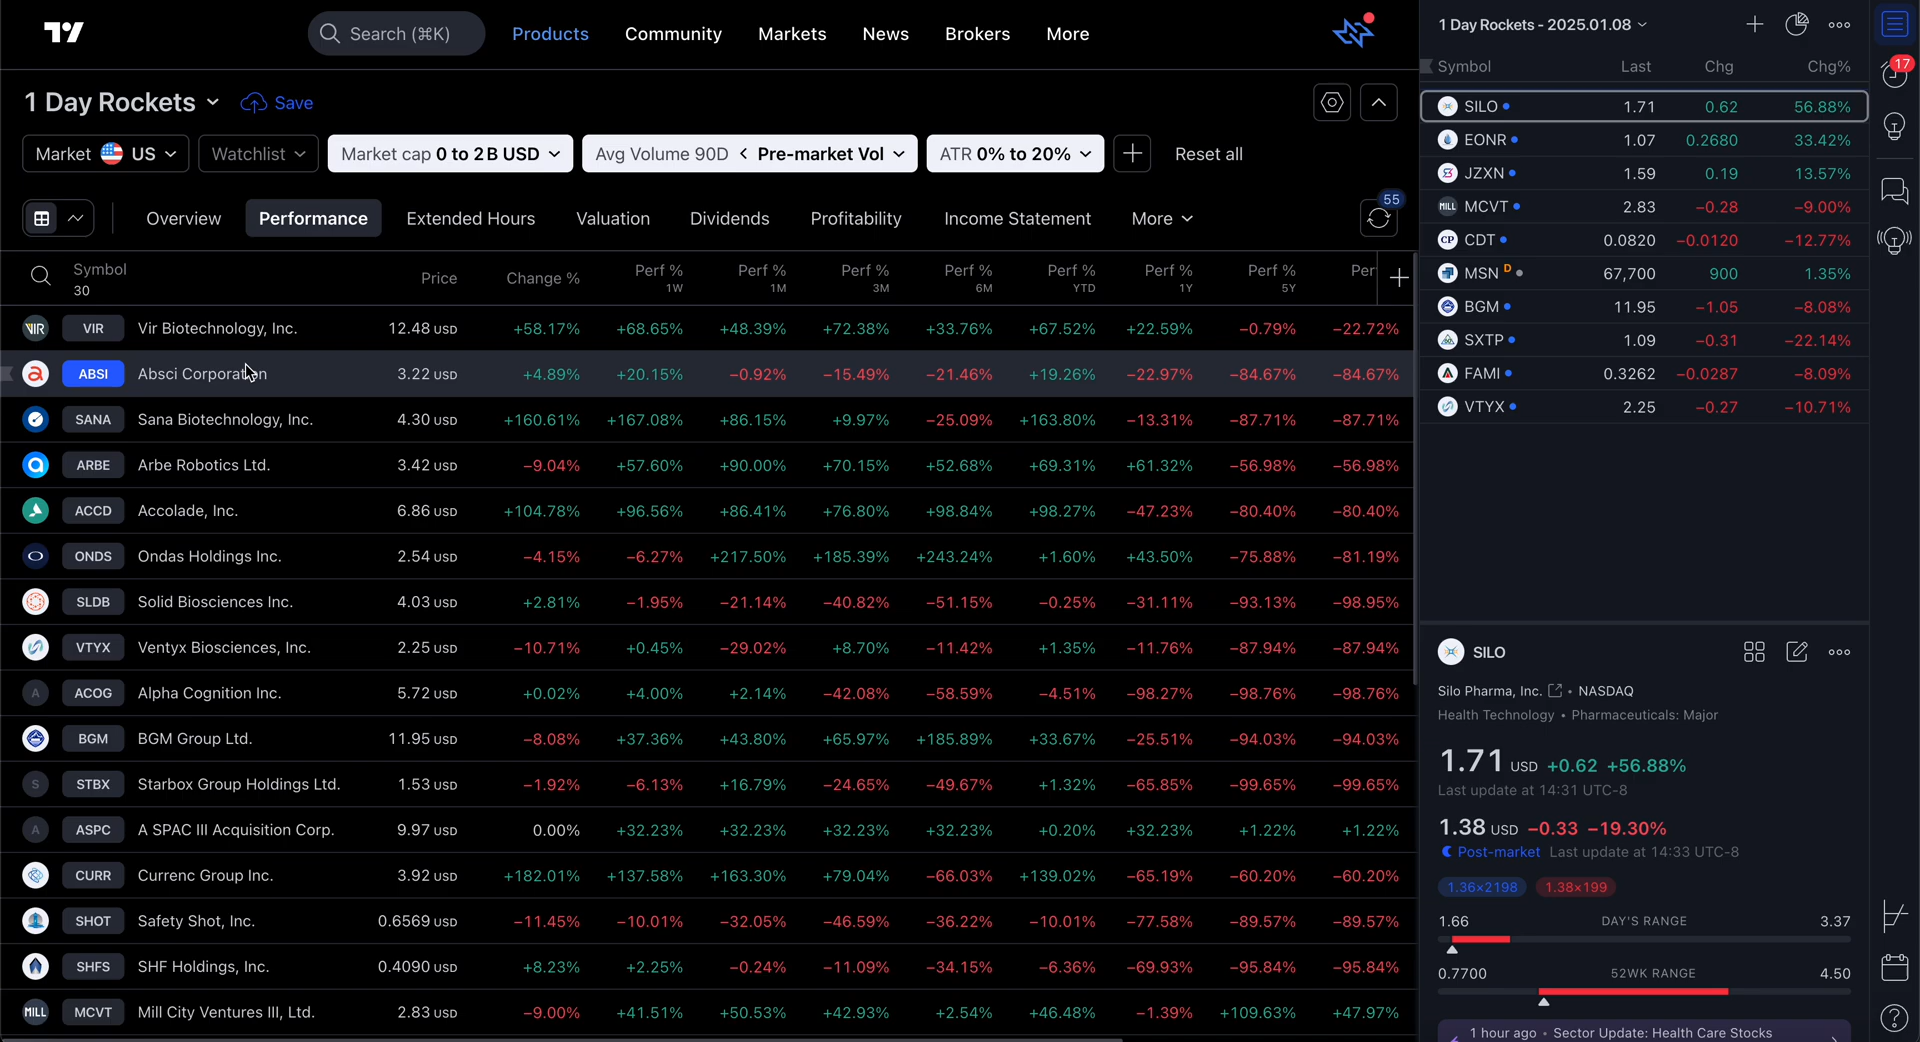 Search (⌘K)
Products
Community
Markets
News
Brokers
More
1 Day Rockets
Save
Market US
Watchlist
Market cap 0 to 2B USD
Avg Volume 90D < Pre-market Vol
ATR 0% to 20%
Reset all
Overview
Performance
Extended Hours
Valuation
Dividends
Profitability
Income Statement
More
55
Symbol Price Change % Perf % Perf % Perf % Perf % Perf % Perf % Perf % Per
30 1W 1M 3M 6M YTD 1Y 5Y
VIR VIR Vir Biotechnology, Inc. 12.48 USD +58.17% +68.65% +48.39% +72.38% +33.76% +67.52% +22.59% −0.79% −22.72%
a ABSI Absci Corporation 3.22 USD +4.89% +20.15% −0.92% −15.49% −21.46% +19.26% −22.97% −84.67% −84.67%
SANA Sana Biotechnology, Inc. 4.30 USD +160.61% +167.08% +86.15% +9.97% −25.09% +163.80% −13.31% −87.71% −87.71%
ARBE Arbe Robotics Ltd. 3.42 USD −9.04% +57.60% +90.00% +70.15% +52.68% +69.31% +61.32% −56.98% −56.98%
ACCD Accolade, Inc. 6.86 USD +104.78% +96.56% +86.41% +76.80% +98.84% +98.27% −47.23% −80.40% −80.40%
ONDS Ondas Holdings Inc. 2.54 USD −4.15% −6.27% +217.50% +185.39% +243.24% +1.60% +43.50% −75.88% −81.19%
SLDB Solid Biosciences Inc. 4.03 USD +2.81% −1.95% −21.14% −40.82% −51.15% −0.25% −31.11% −93.13% −98.95%
VTYX Ventyx Biosciences, Inc. 2.25 USD −10.71% +0.45% −29.02% +8.70% −11.42% +1.35% −11.76% −87.94% −87.94%
A ACOG Alpha Cognition Inc. 5.72 USD +0.02% +4.00% +2.14% −42.08% −58.59% −4.51% −98.27% −98.76% −98.76%
BGM BGM Group Ltd. 11.95 USD −8.08% +37.36% +43.80% +65.97% +185.89% +33.67% −25.51% −94.03% −94.03%
S STBX Starbox Group Holdings Ltd. 1.53 USD −1.92% −6.13% +16.79% −24.65% −49.67% +1.32% −65.85% −99.65% −99.65%
A ASPC A SPAC III Acquisition Corp. 9.97 USD 0.00% +32.23% +32.23% +32.23% +32.23% +0.20% +32.23% +1.22% +1.22%
CURR Currenc Group Inc. 3.92 USD +182.01% +137.58% +163.30% +79.04% −66.03% +139.02% −65.19% −60.20% −60.20%
SHOT Safety Shot, Inc. 0.6569 USD −11.45% −10.01% −32.05% −46.59% −36.22% −10.01% −77.58% −89.57% −89.57%
SHFS SHF Holdings, Inc. 0.4090 USD +8.23% +2.25% −0.24% −11.09% −34.15% −6.36% −69.93% −95.84% −95.84%
MILL MCVT Mill City Ventures III, Ltd. 2.83 USD −9.00% +41.51% +50.53% +42.93% +2.54% +46.48% −1.39% +109.63% +47.97%
1 Day Rockets - 2025.01.08
17
Symbol Last Chg Chg%
SILO 1.71 0.62 56.88%
EONR 1.07 0.2680 33.42%
JZXN 1.59 0.19 13.57%
MILL MCVT 2.83 −0.28 −9.00%
CP CDT 0.0820 −0.0120 −12.77%
MSN D 67,700 900 1.35%
BGM 11.95 −1.05 −8.08%
SXTP 1.09 −0.31 −22.14%
FAMI 0.3262 −0.0287 −8.09%
VTYX 2.25 −0.27 −10.71%
SILO
Silo Pharma, Inc. • NASDAQ
Health Technology • Pharmaceuticals: Major
1.71 USD +0.62 +56.88%
Last update at 14:31 UTC-8
1.38 USD −0.33 −19.30%
Post-market Last update at 14:33 UTC-8
1.36×2198 1.38×199
1.66 DAY'S RANGE 3.37
0.7700 52WK RANGE 4.50
1 hour ago • Sector Update: Health Care Stocks